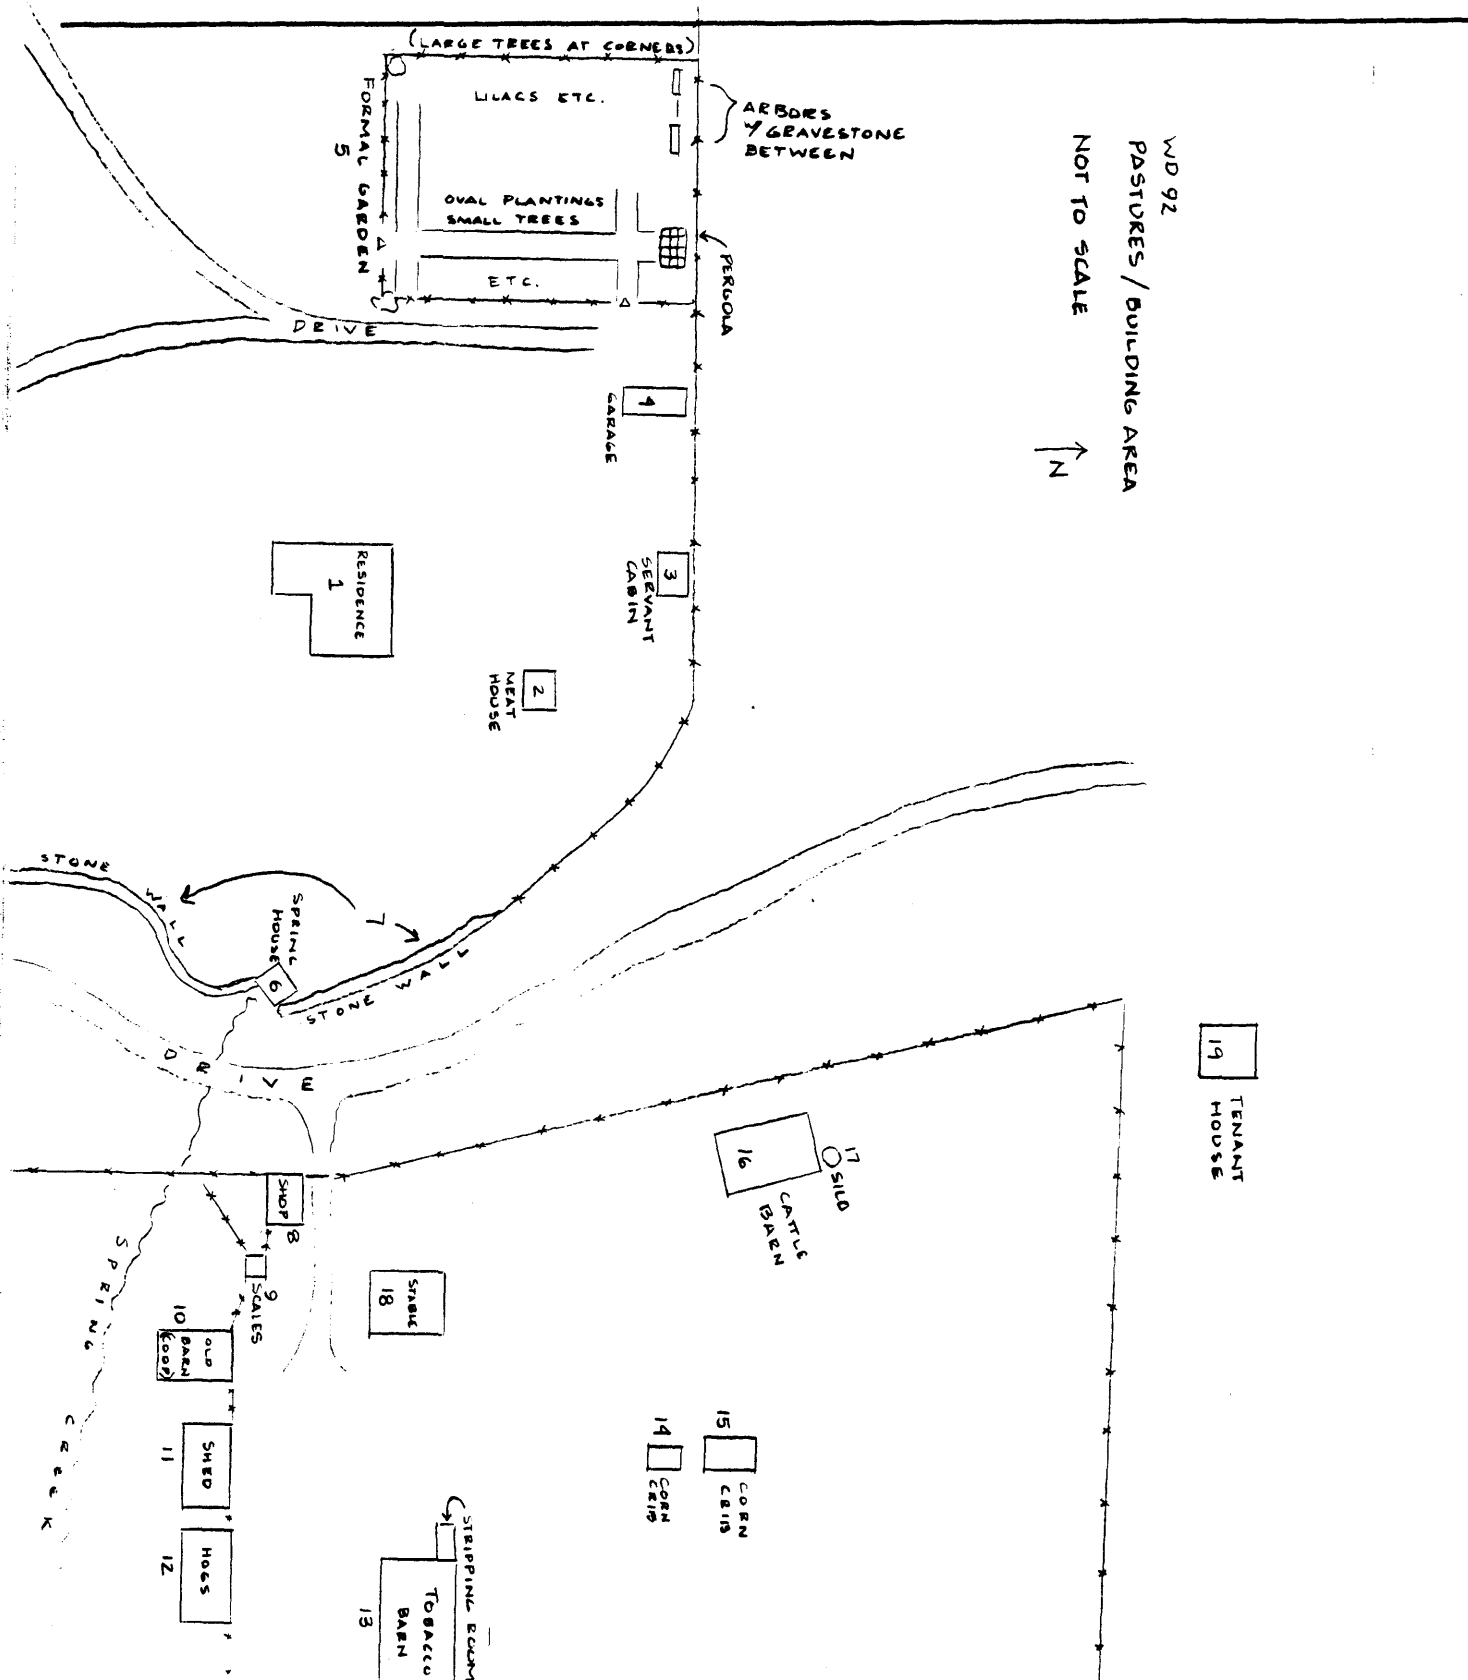 WD 92
PASTURES / BUILDING AREA
NOT TO SCALE
N
(LARGE TREES AT CORNERS)
LILACS ETC.
ARBORS
W/ GRAVESTONE
BETWEEN
FORMAL GARDEN
5
OVAL PLANTINGS
SMALL TREES
ETC.
PERGOLA
DRIVE
4
GARAGE
3
SERVANT
CABIN
RESIDENCE
1
2
MEAT
HOUSE
STONE WALL
7
SPRING
HOUSE
6
STONE WALL
DRIVE
19
TENANT
HOUSE
16
CATTLE
BARN
17
SILO
SHOP
8
9
SCALES
STABLE
18
10
OLD
BARN
(COOP)
SPRING CREEK
SHED
11
HOGS
12
15
CORN
CRIB
14
CORN
CRIB
STRIPPING ROOM
TOBACCO
BARN
13